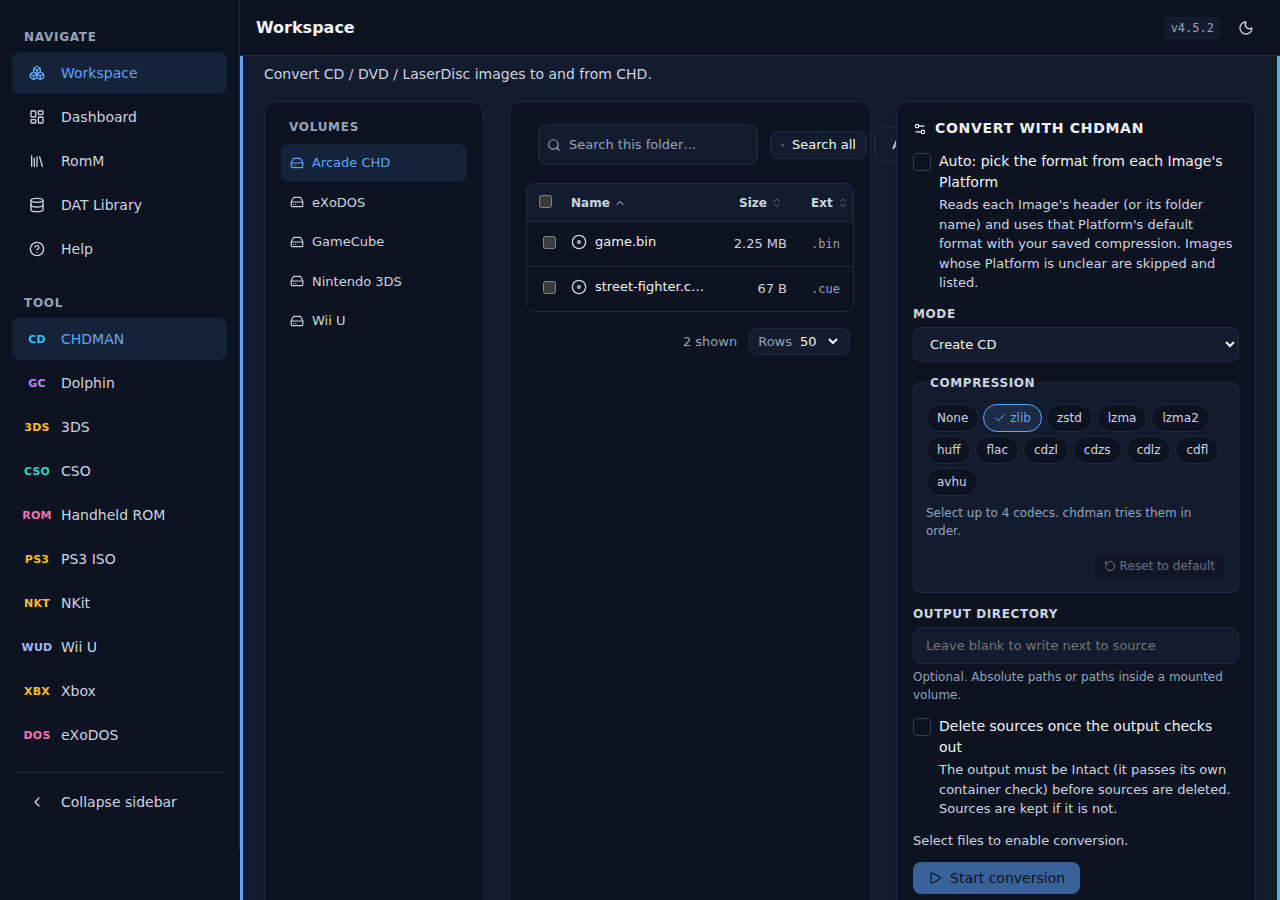 NAVIGATE
Workspace
Dashboard
RomM
DAT Library
Help
TOOL
CD CHDMAN
GC Dolphin
3DS 3DS
CSO CSO
ROM Handheld ROM
PS3 PS3 ISO
NKT NKit
WUD Wii U
XBX Xbox
DOS eXoDOS
Collapse sidebar
Workspace
v4.5.2
Convert CD / DVD / LaserDisc images to and from CHD.
VOLUMES
Arcade CHD
eXoDOS
GameCube
Nintendo 3DS
Wii U
Search this folder…
Search all
Name Size Ext
game.bin 2.25 MB .bin
street-fighter.c… 67 B .cue
2 shown Rows 50
CONVERT WITH CHDMAN
Auto: pick the format from each Image's
Platform
Reads each Image's header (or its folder
name) and uses that Platform's default
format with your saved compression. Images
whose Platform is unclear are skipped and
listed.
MODE
Create CD
COMPRESSION
None zlib zstd lzma lzma2
huff flac cdzl cdzs cdlz cdfl
avhu
Select up to 4 codecs. chdman tries them in
order.
Reset to default
OUTPUT DIRECTORY
Leave blank to write next to source
Optional. Absolute paths or paths inside a mounted
volume.
Delete sources once the output checks
out
The output must be Intact (it passes its own
container check) before sources are deleted.
Sources are kept if it is not.
Select files to enable conversion.
Start conversion